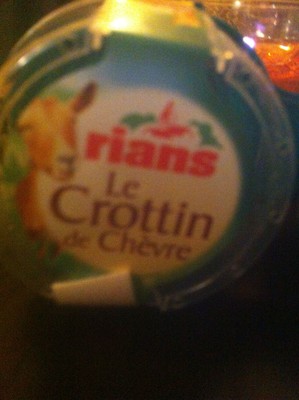 rians
Le
Crottin
de Chèvre